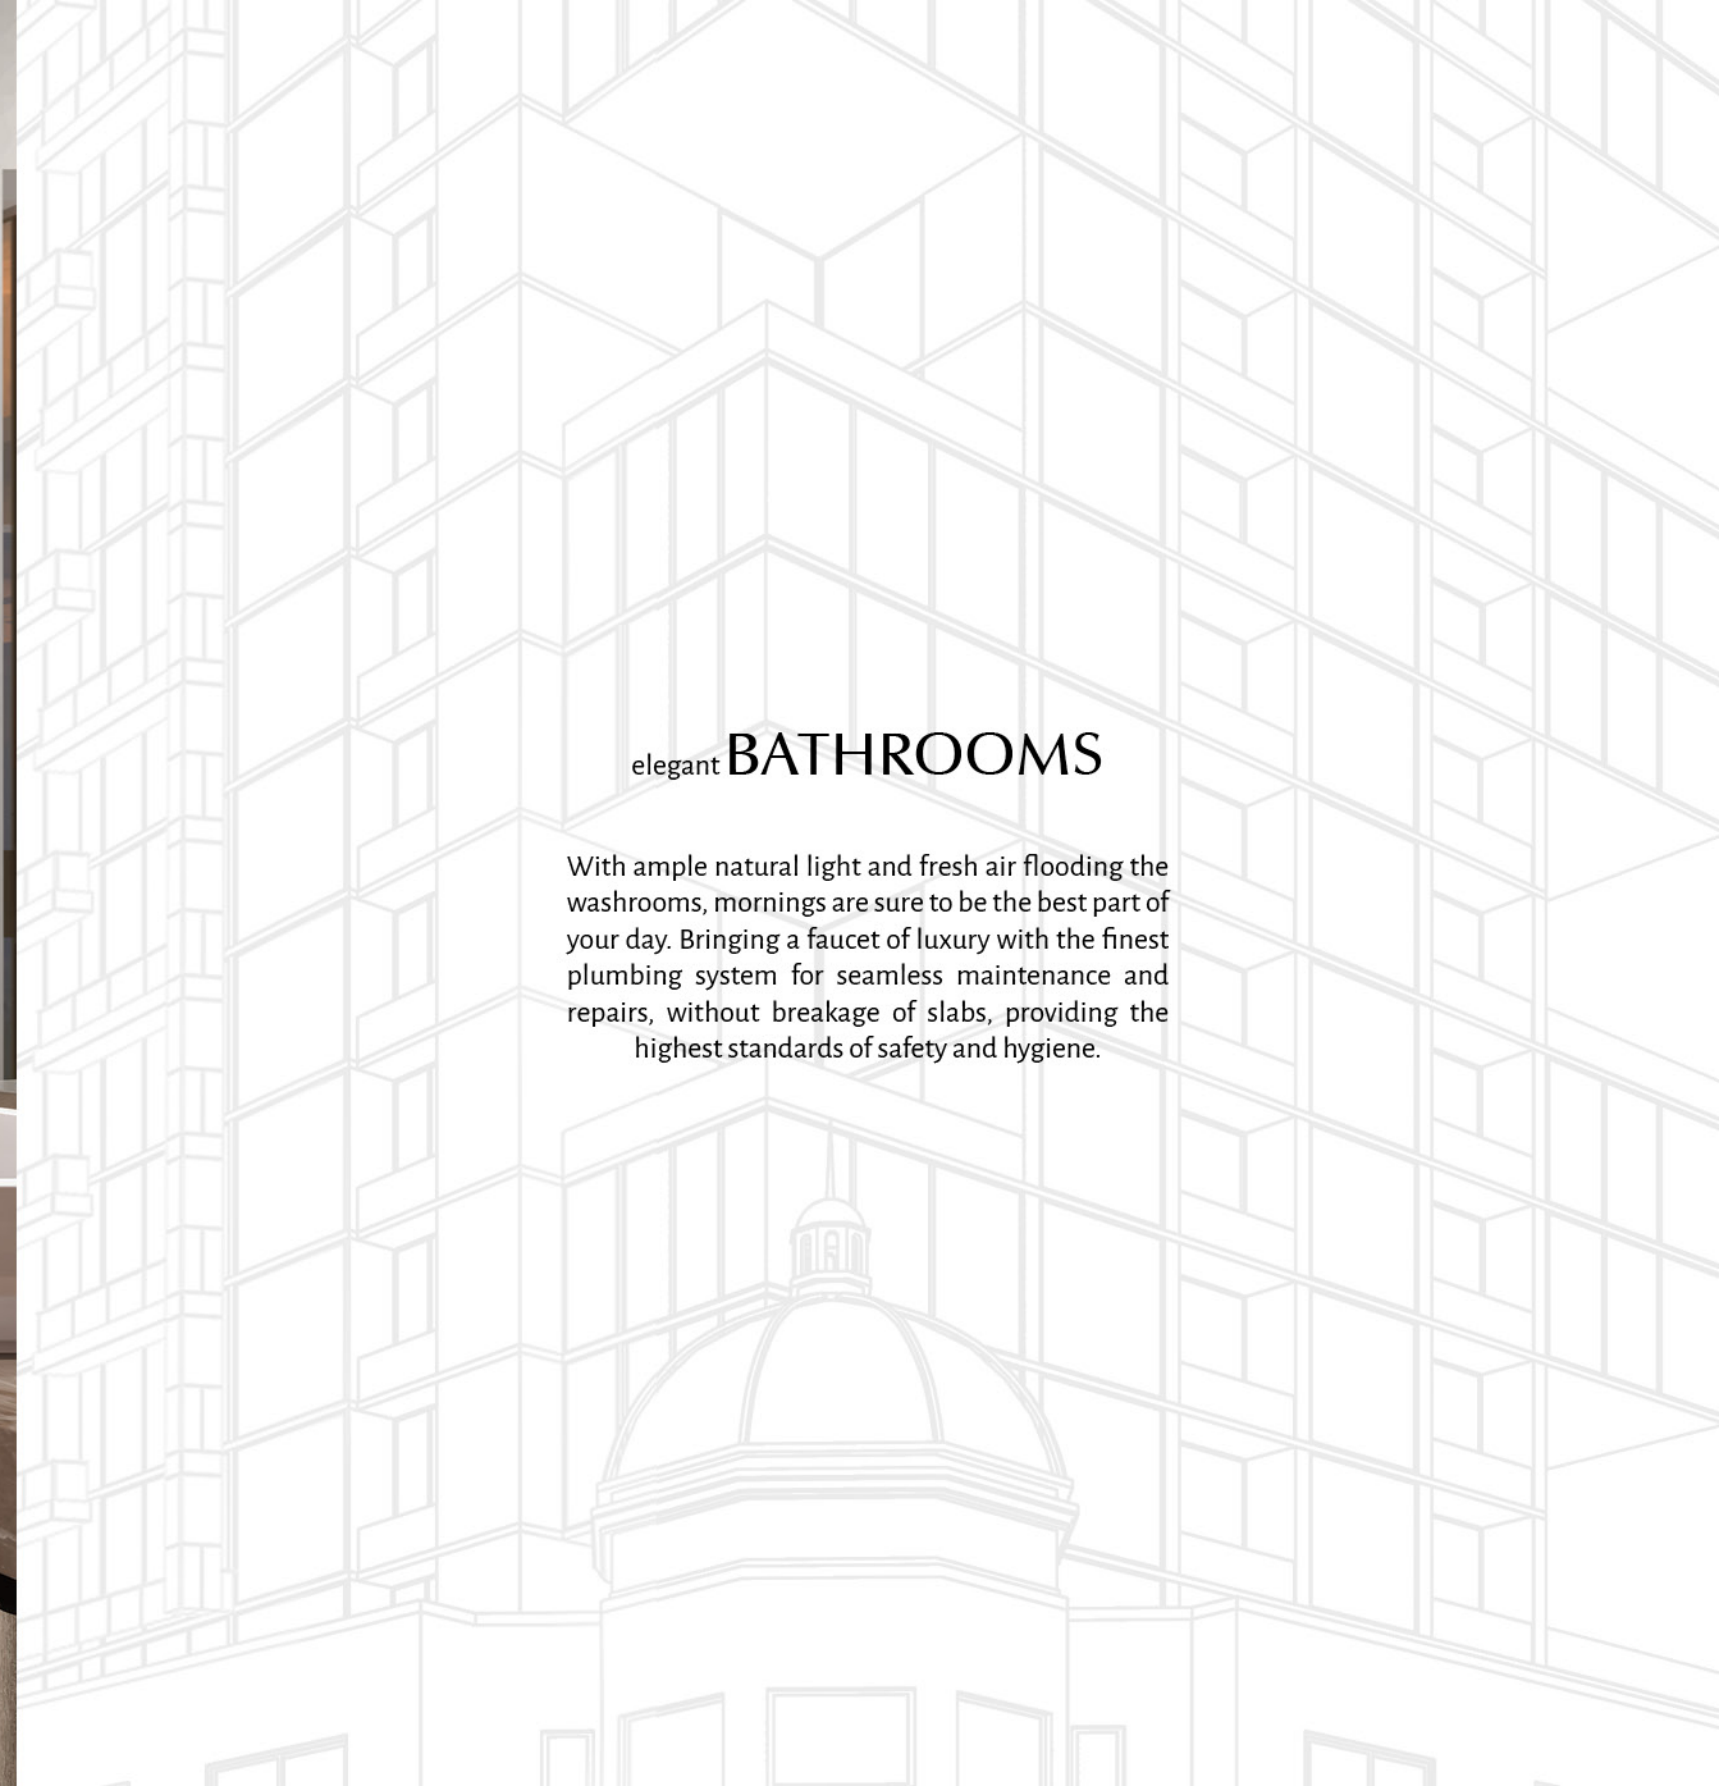 elegant BATHROOMS
With ample natural light and fresh air flooding the
washrooms, mornings are sure to be the best part of
your day. Bringing a faucet of luxury with the finest
plumbing system for seamless maintenance and
repairs, without breakage of slabs, providing the
highest standards of safety and hygiene.